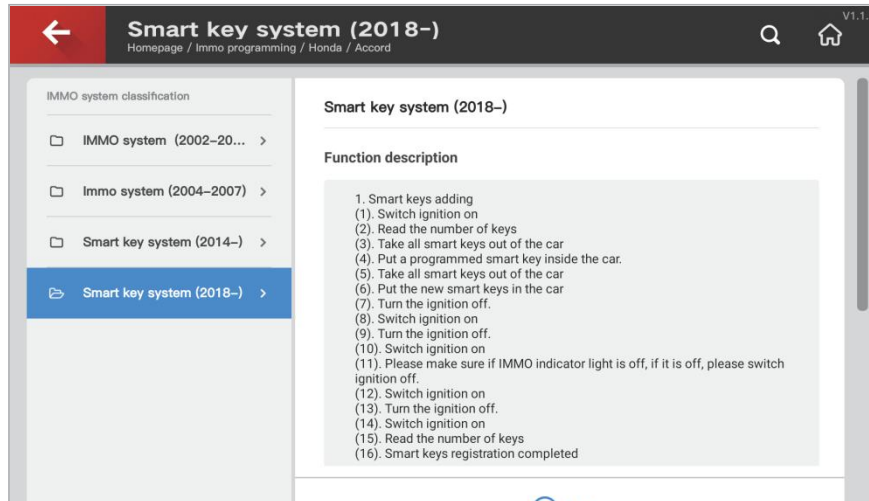 Smart key system (2018-)
V1.1.
Homepage / Immo programming / Honda / Accord
IMMO system classification
IMMO system (2002-20...
Immo system (2004-2007)
Smart key system (2014-)
Smart key system (2018-)
Smart key system (2018-)
Function description
1. Smart keys adding
(1). Switch ignition on
(2). Read the number of keys
(3). Take all smart keys out of the car
(4). Put a programmed smart key inside the car.
(5). Take all smart keys out of the car
(6). Put the new smart keys in the car
(7). Turn the ignition off.
(8). Switch ignition on
(9). Turn the ignition off.
(10). Switch ignition on
(11). Please make sure if IMMO indicator light is off, if it is off, please switch
ignition off.
(12). Switch ignition on
(13). Turn the ignition off.
(14). Switch ignition on
(15). Read the number of keys
(16). Smart keys registration completed